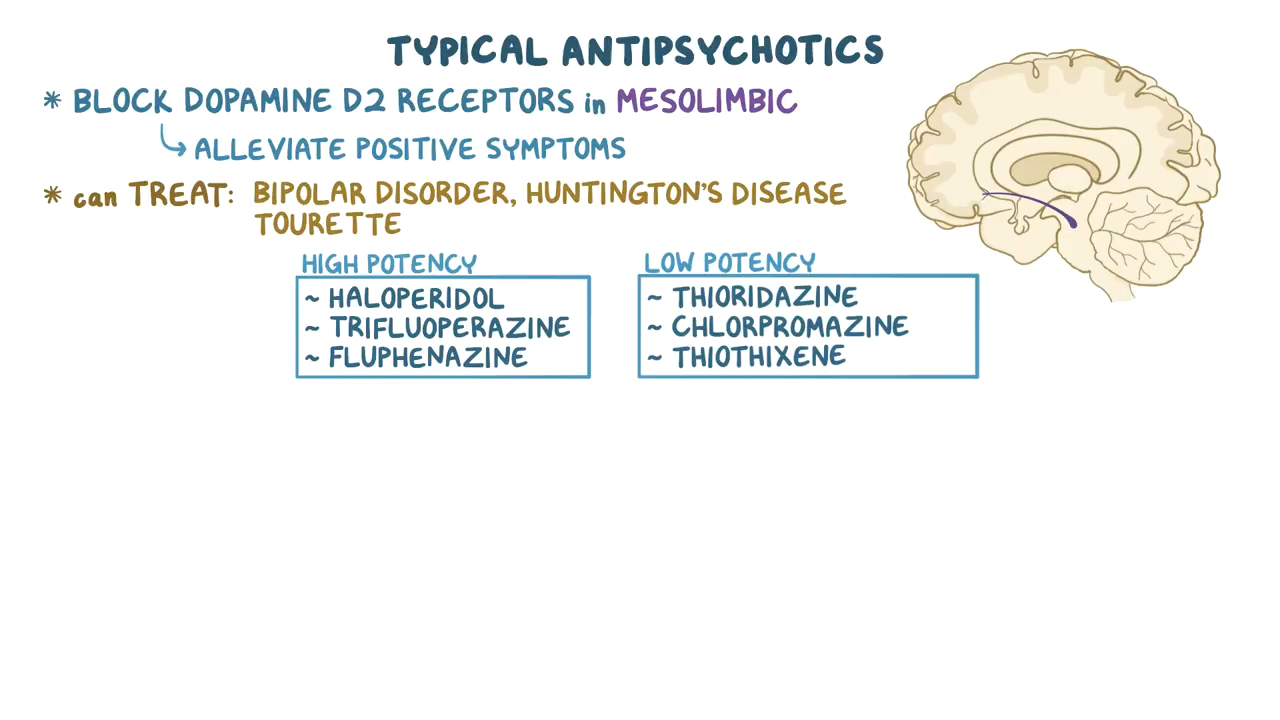 TYPICAL ANTIPSYCHOTICS
* BLOCK DOPAMINE D2 RECEPTORS in MESOLIMBIC
ALLEVIATE POSITIVE SYMPTOMS
* can TREAT: BIPOLAR DISORDER, HUNTINGTON'S DISEASE
TOURETTE
HIGH POTENCY
~ HALOPERIDOL
~ TRIFLUOPERAZINE
~ FLUPHENAZINE
LOW POTENCY
~ THIORIDAZINE
~ CHLORPROMAZINE
~ THIOTHIXENE